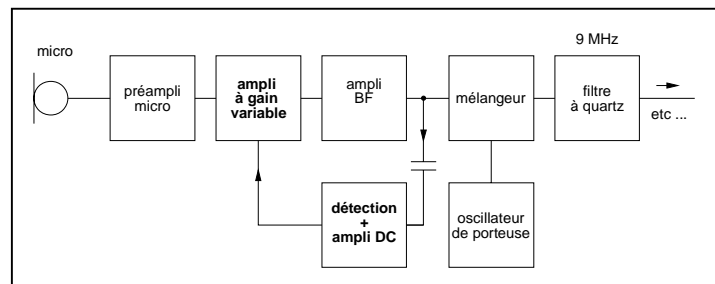 micro
préampli
micro
ampli
à gain
variable
ampli
BF
mélangeur
9 MHz
filtre
à quartz
etc ...
détection
+
ampli DC
oscillateur
de porteuse